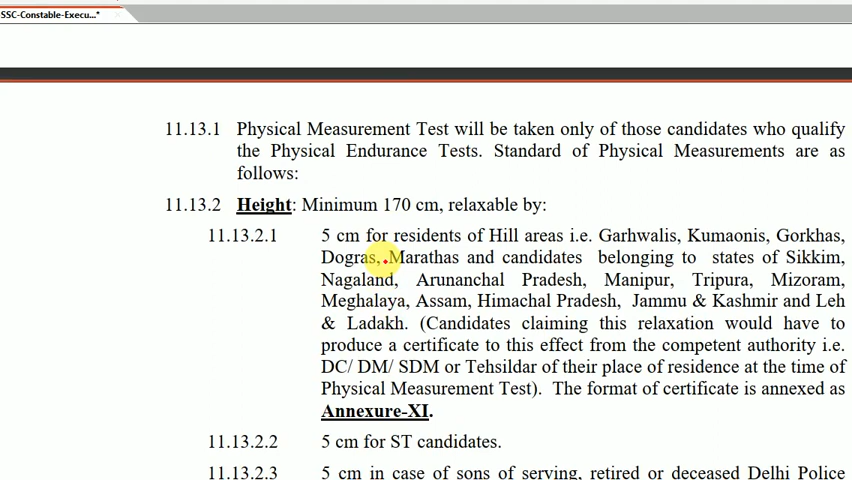 SSC-Constable-Execu...*
11.13.1 Physical Measurement Test will be taken only of those candidates who qualify
the Physical Endurance Tests. Standard of Physical Measurements are as
follows:
11.13.2 Height: Minimum 170 cm, relaxable by:
11.13.2.1 5 cm for residents of Hill areas i.e. Garhwalis, Kumaonis, Gorkhas,
Dogras, Marathas and candidates belonging to states of Sikkim,
Nagaland, Arunanchal Pradesh, Manipur, Tripura, Mizoram,
Meghalaya, Assam, Himachal Pradesh, Jammu & Kashmir and Leh
& Ladakh. (Candidates claiming this relaxation would have to
produce a certificate to this effect from the competent authority i.e.
DC/ DM/ SDM or Tehsildar of their place of residence at the time of
Physical Measurement Test). The format of certificate is annexed as
Annexure-XI.
11.13.2.2 5 cm for ST candidates.
11.13.2.3 5 cm in case of sons of serving, retired or deceased Delhi Police